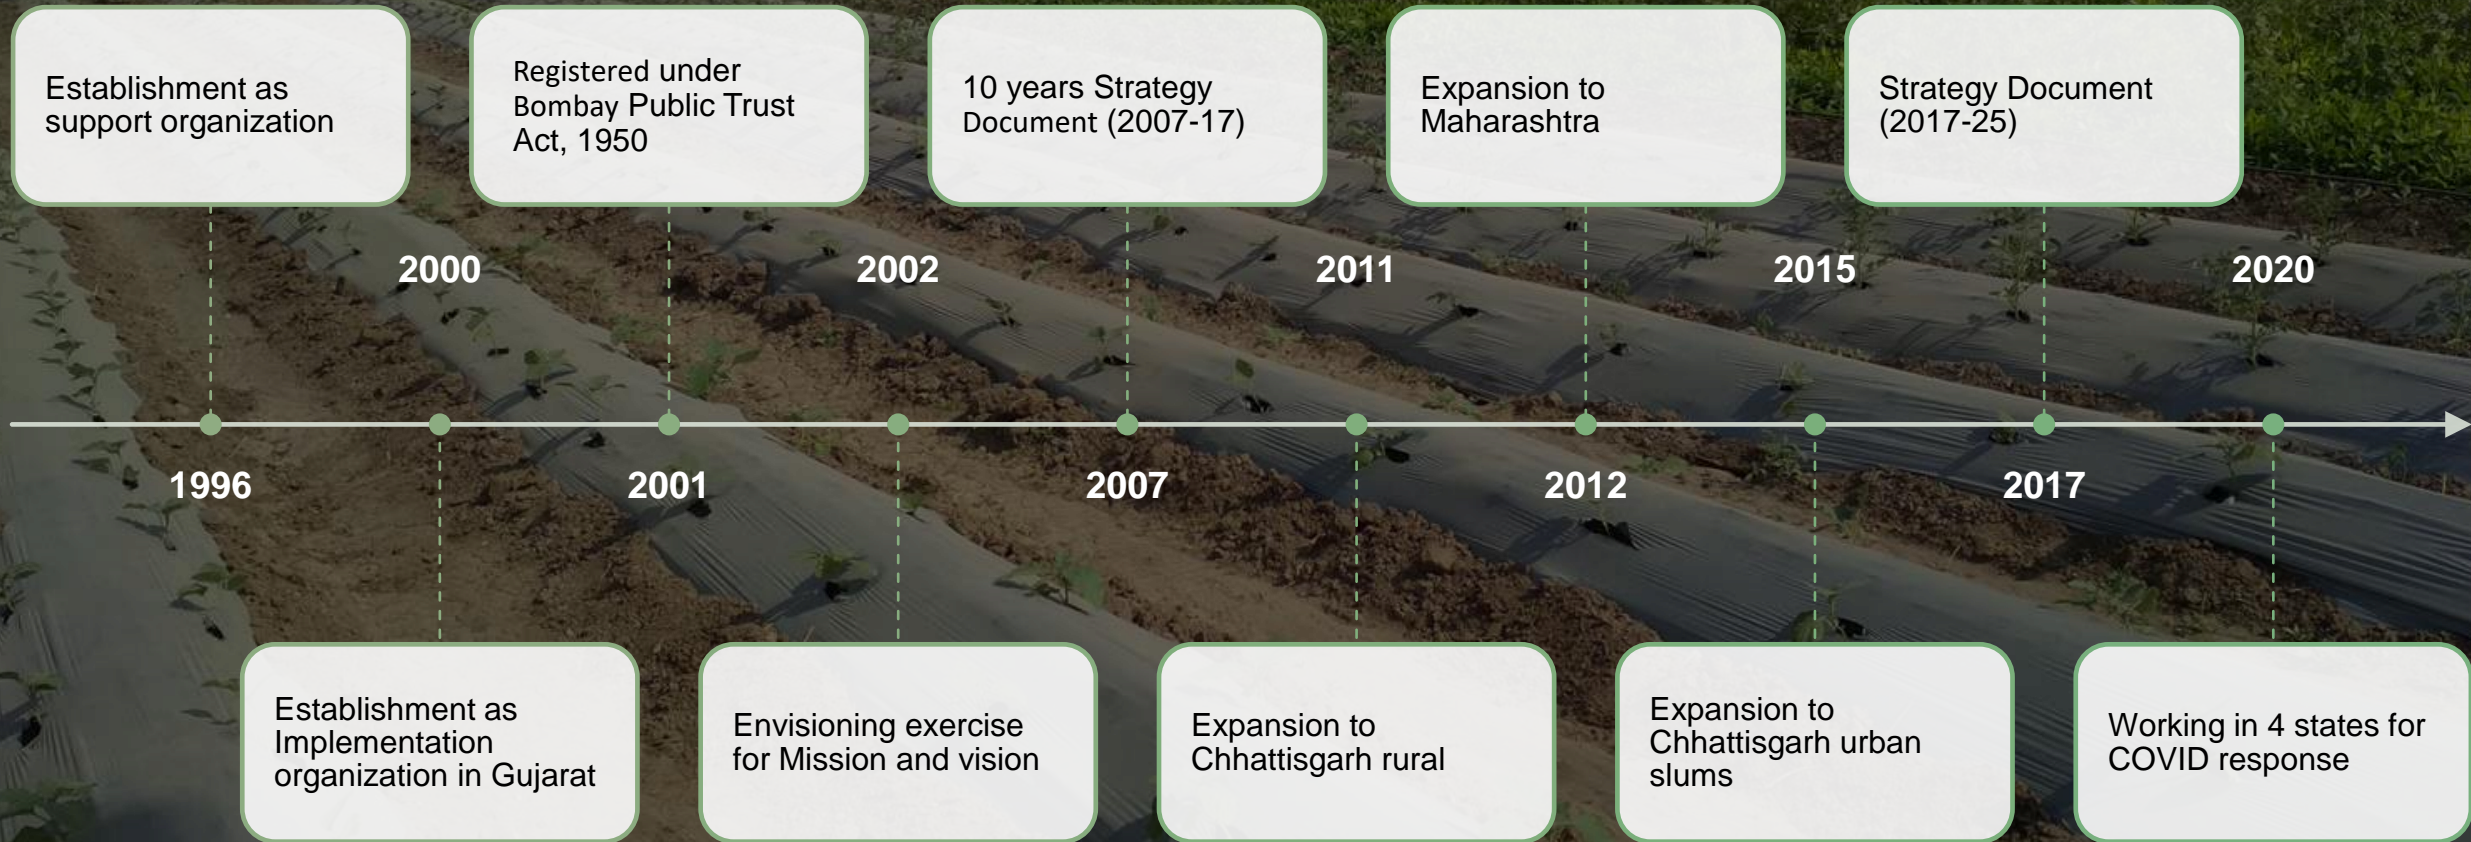 Establishment as
support organization
1996
2000
Establishment as
Implementation
organization in Gujarat
Registered under
Bombay Public Trust
Act, 1950
2001
2002
Envisioning exercise
for Mission and vision
10 years Strategy
Document (2007-17)
2007
2011
Expansion to
Chhattisgarh rural
Expansion to
Maharashtra
2012
2015
Expansion to
Chhattisgarh urban
slums
Strategy Document
(2017-25)
2017
2020
Working in 4 states for
COVID response